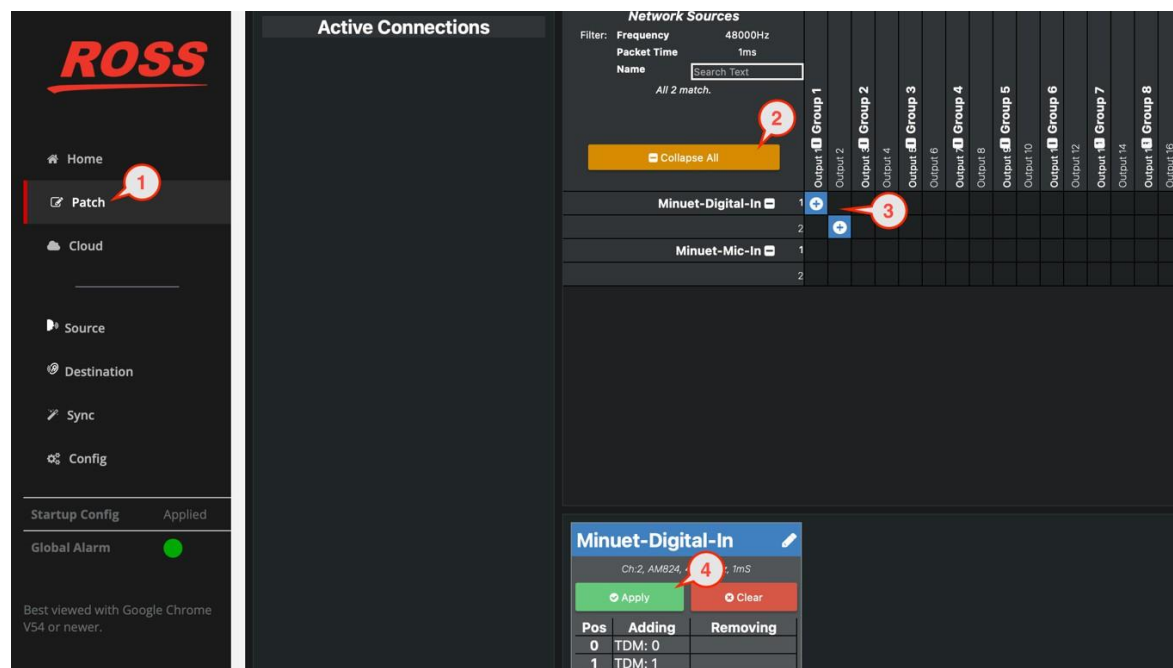 ROSS
Home
Patch
Cloud
Source
Destination
Sync
Config
Startup Config Applied
Global Alarm
Best viewed with Google Chrome
V54 or newer.
1
Active Connections
Network Sources
Filter: Frequency 48000Hz
Packet Time 1ms
Name Search Text
All 2 match.
2
Collapse All
Output 1 Group 1
Output 2
Output 3 Group 2
Output 4
Output 5 Group 3
Output 6
Output 7 Group 4
Output 8
Output 9 Group 5
Output 10
Output Group 6
Output 12
Output Group 7
Output 14
Output Group 8
Output 16
Minuet-Digital-In 1
3
2
Minuet-Mic-In 1
2
Minuet-Digital-In
Ch:2, AM824, 1mS
4
Apply Clear
Pos Adding Removing
0 TDM: 0
1 TDM: 1